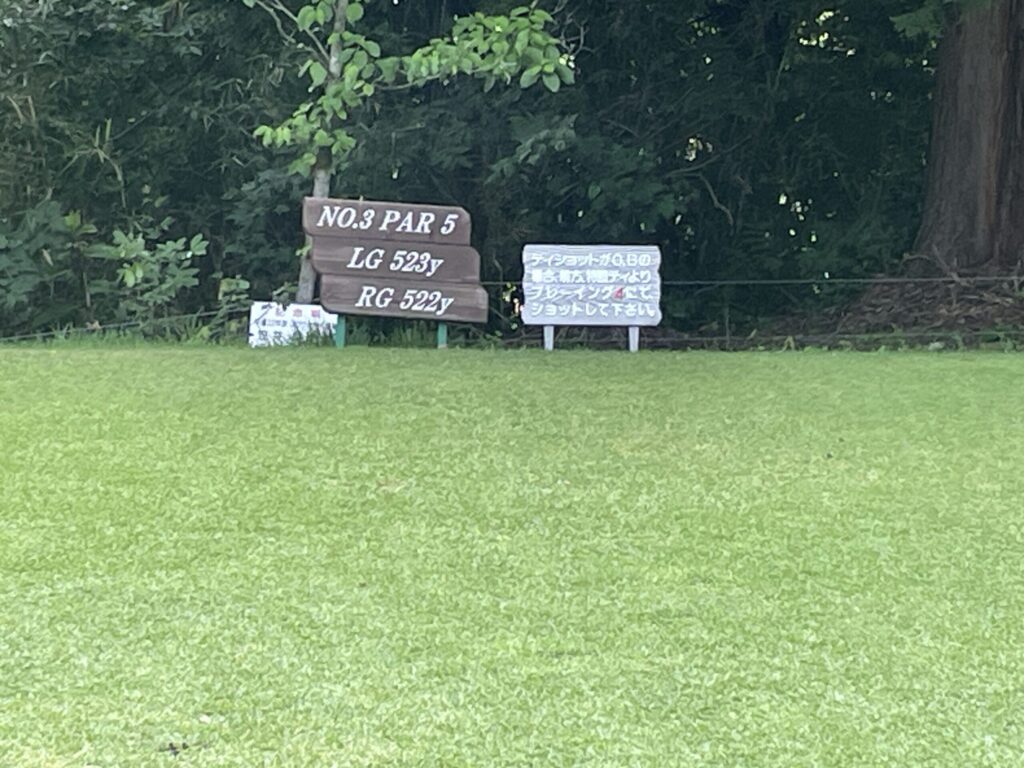 NO.3 PAR 5
LG 523y
RG 522y
ティショットがO,Bの
場合、前方、特設ティより
プレーイング4にて、
ショットして下さい。